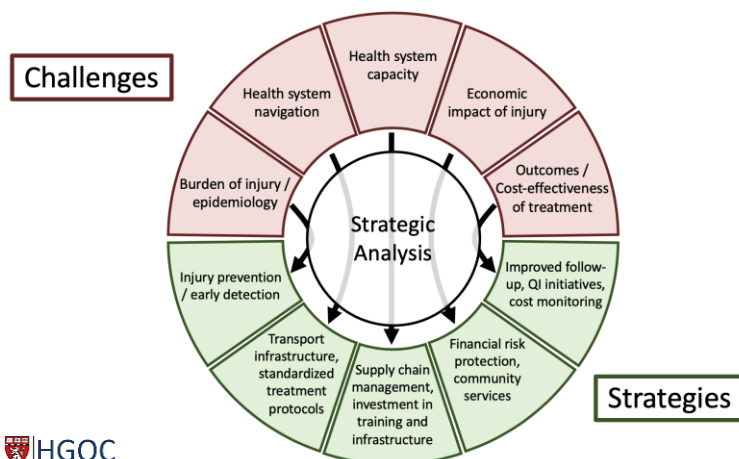 Challenges
Health system
capacity
Health system
navigation
Economic
impact of injury
Burden of injury /
epidemiology
Outcomes /
Cost-effectiveness
of treatment
Strategic
Analysis
Injury prevention
/ early detection
Improved follow-
up, QI initiatives,
cost monitoring
Transport
infrastructure,
standardized
treatment
protocols
Supply chain
management,
investment in
training and
infrastructure
Financial risk
protection,
community
services
Strategies
HGOC